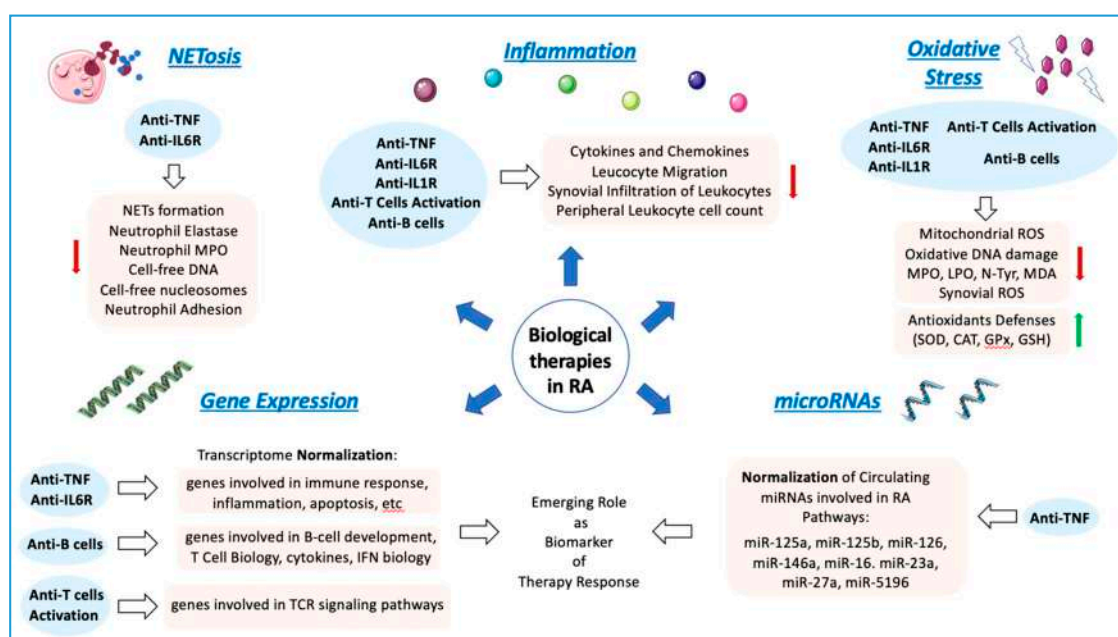 NETosis
Anti-TNF
Anti-IL6R
NETs formation
Neutrophil Elastase
Neutrophil MPO
Cell-free DNA
Cell-free nucleosomes
Neutrophil Adhesion
Inflammation
Anti-TNF
Anti-IL6R
Anti-IL1R
Anti-T Cells Activation
Anti-B cells
Cytokines and Chemokines
Leucocyte Migration
Synovial Infiltration of Leukocytes
Peripheral Leukocyte cell count
Oxidative
Stress
Anti-TNF
Anti-IL6R
Anti-IL1R
Anti-T Cells Activation
Anti-B cells
Mitochondrial ROS
Oxidative DNA damage
MPO, LPO, N-Tyr, MDA
Synovial ROS
Antioxidants Defenses
(SOD, CAT, GPx, GSH)
Biological
therapies
in RA
Gene Expression
Transcriptome Normalization:
Anti-TNF
Anti-IL6R
genes involved in immune response,
inflammation, apoptosis, etc
Anti-B cells
genes involved in B-cell development,
T Cell Biology, cytokines, IFN biology
Anti-T cells
Activation
genes involved in TCR signaling pathways
Emerging Role
as
Biomarker
of
Therapy Response
microRNAs
Normalization of Circulating
miRNAs involved in RA
Pathways:
miR-125a, miR-125b, miR-126,
miR-146a, miR-16. miR-23a,
miR-27a, miR-5196
Anti-TNF